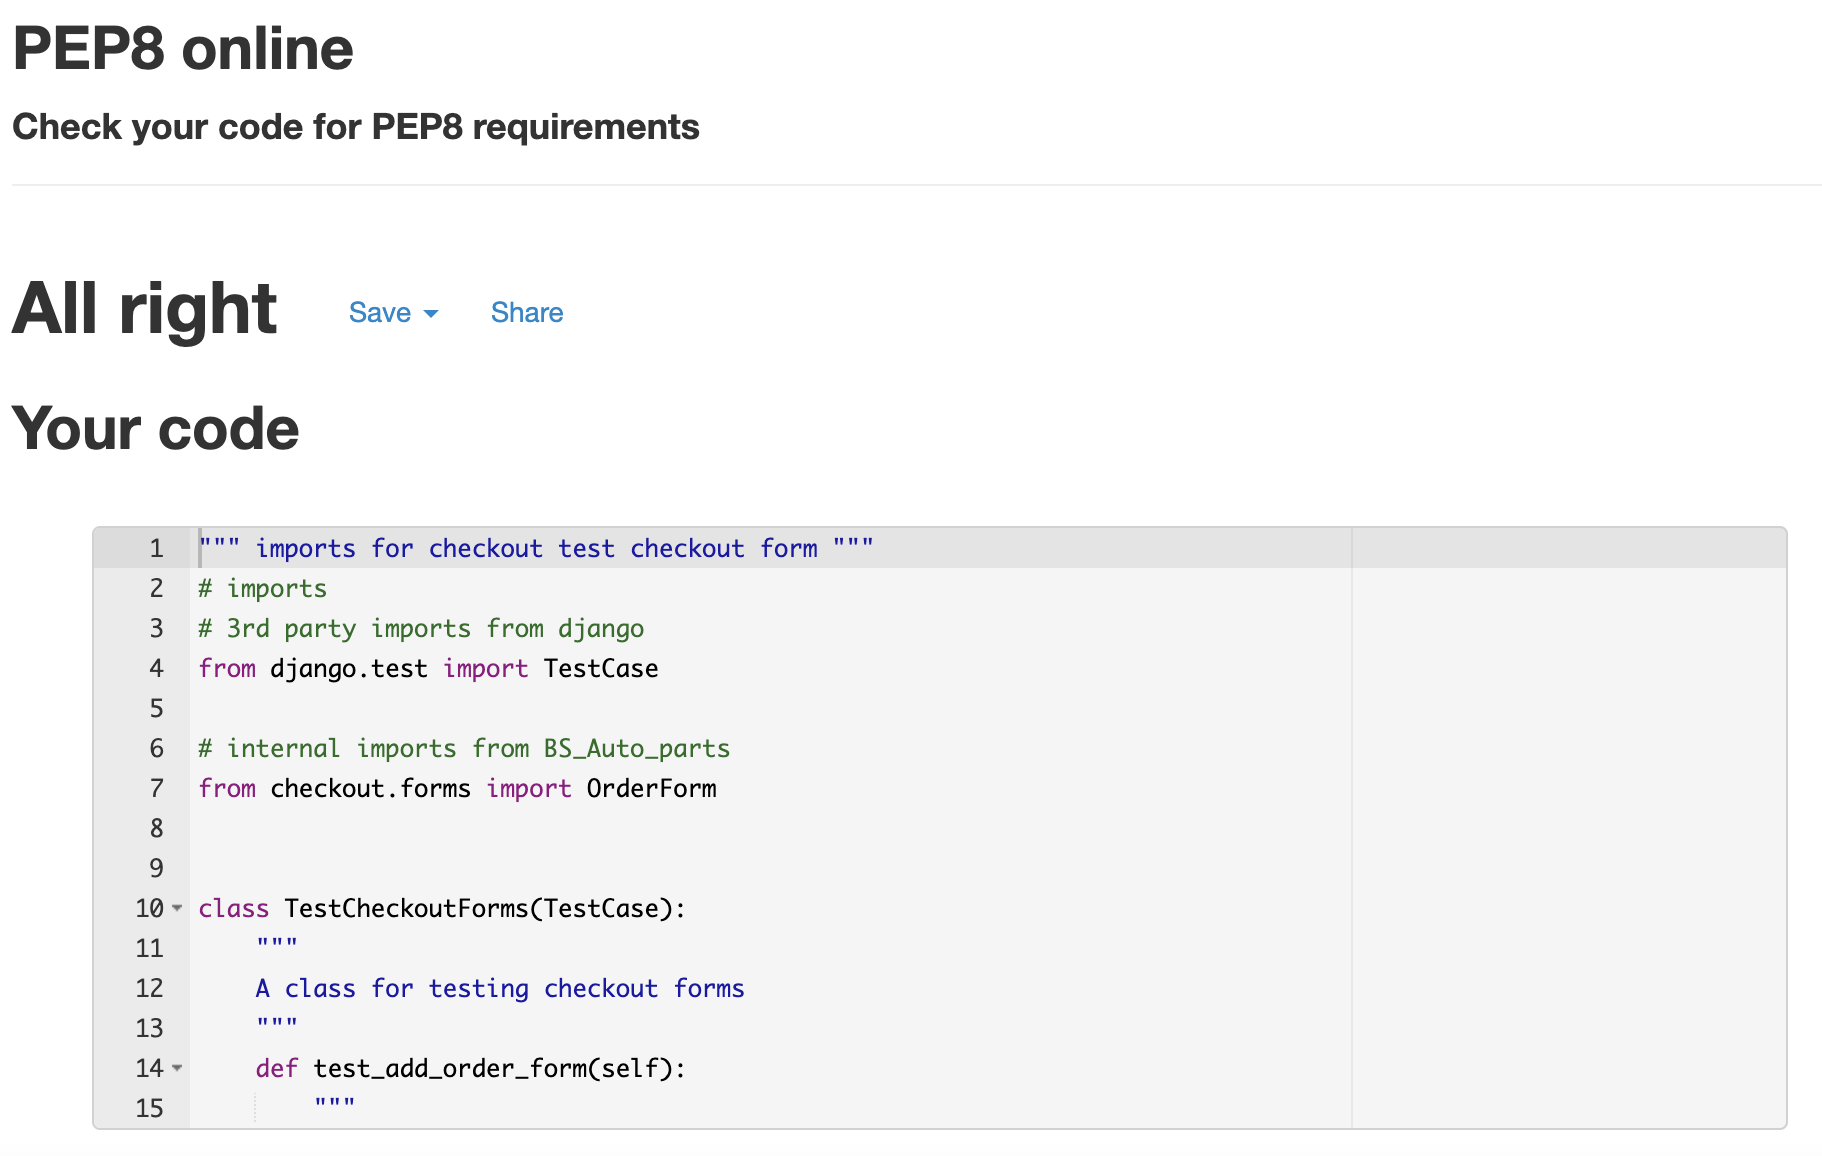 PEP8 online
Check your code for PEP8 requirements
All right Save Share
Your code
1 """ imports for checkout test checkout form """
2 # imports
3 # 3rd party imports from django
4 from django.test import TestCase
5
6 # internal imports from BS_Auto_parts
7 from checkout.forms import OrderForm
8
9
10 class TestCheckoutForms(TestCase):
11     """
12     A class for testing checkout forms
13     """
14     def test_add_order_form(self):
15         """